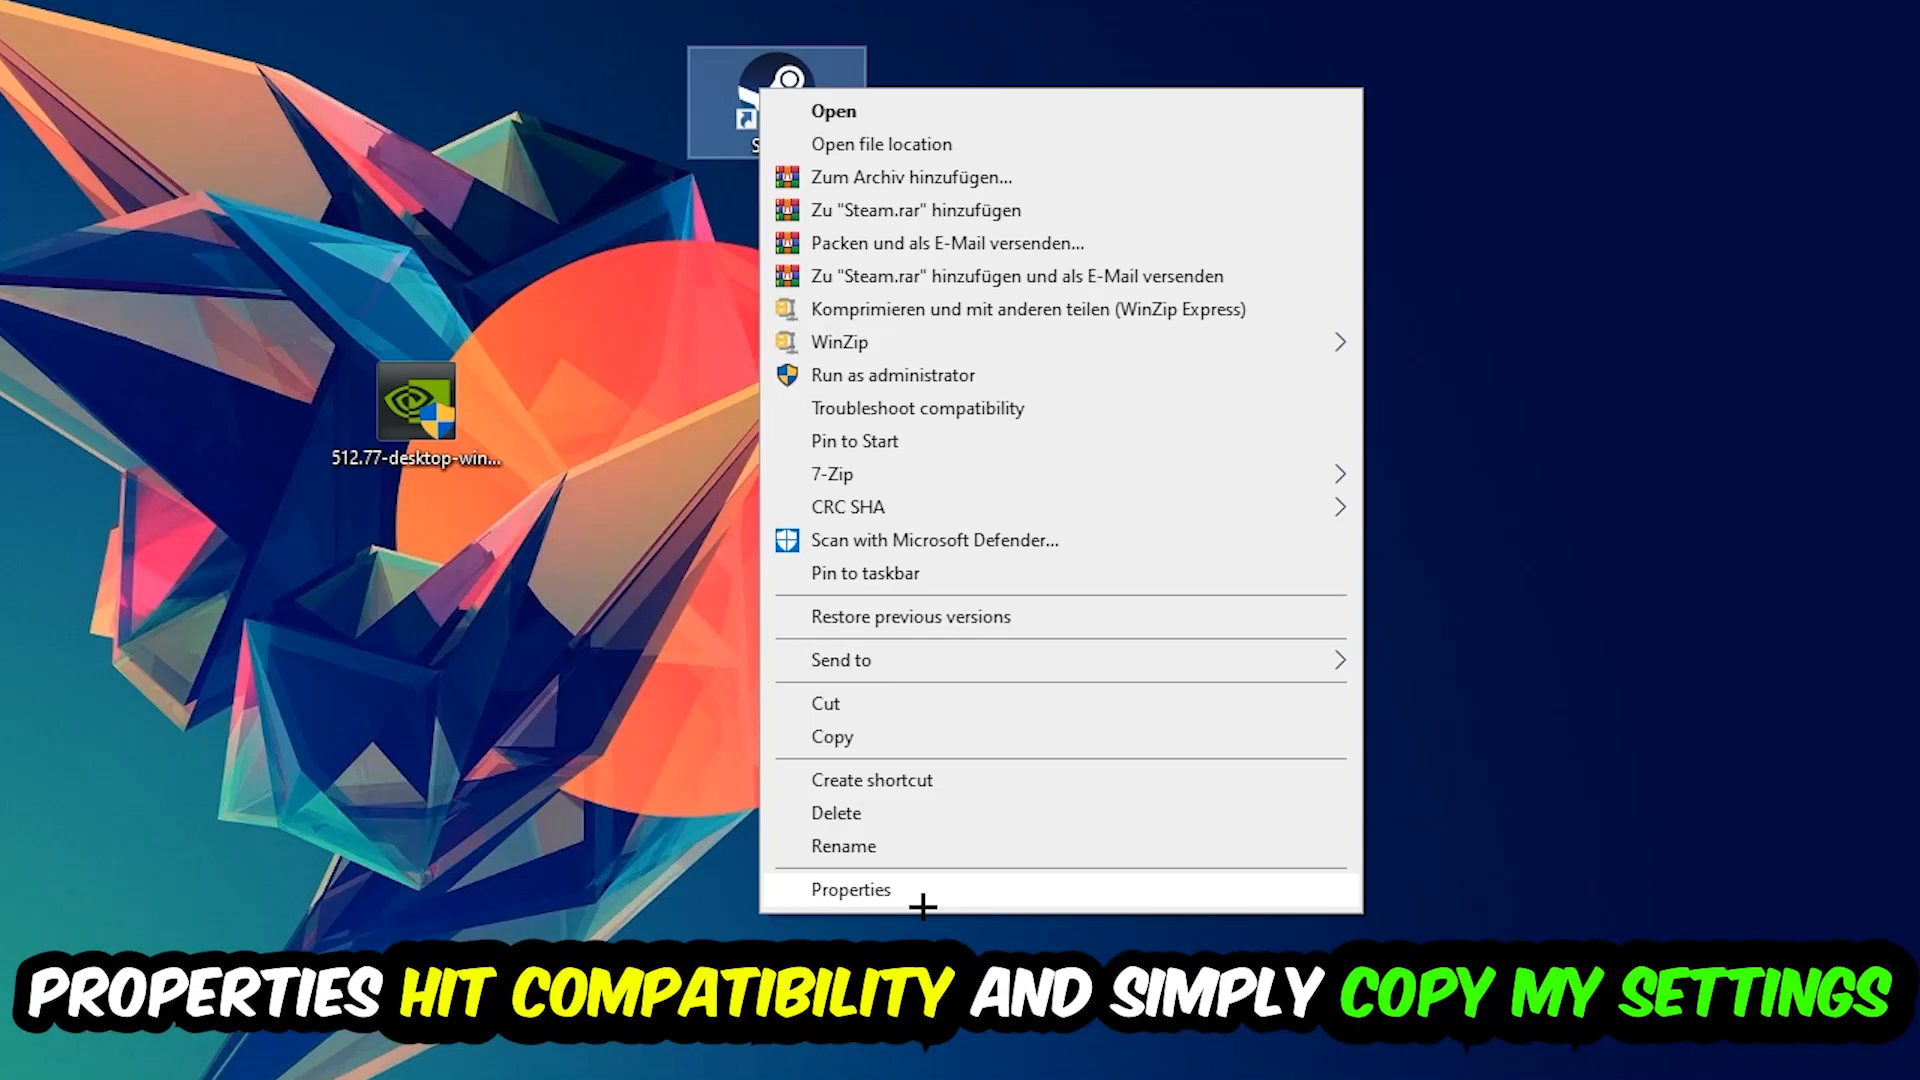 S
Open
Open file location
Zum Archiv hinzufügen...
Zu "Steam.rar" hinzufügen
Packen und als E-Mail versenden...
Zu "Steam.rar" hinzufügen und als E-Mail versenden
Komprimieren und mit anderen teilen (WinZip Express)
WinZip
Run as administrator
Troubleshoot compatibility
Pin to Start
7-Zip
CRC SHA
Scan with Microsoft Defender...
Pin to taskbar
Restore previous versions
Send to
Cut
Copy
Create shortcut
Delete
Rename
Properties
512.77-desktop-win...
PROPERTIES HIT COMPATIBILITY AND SIMPLY COPY MY SETTINGS